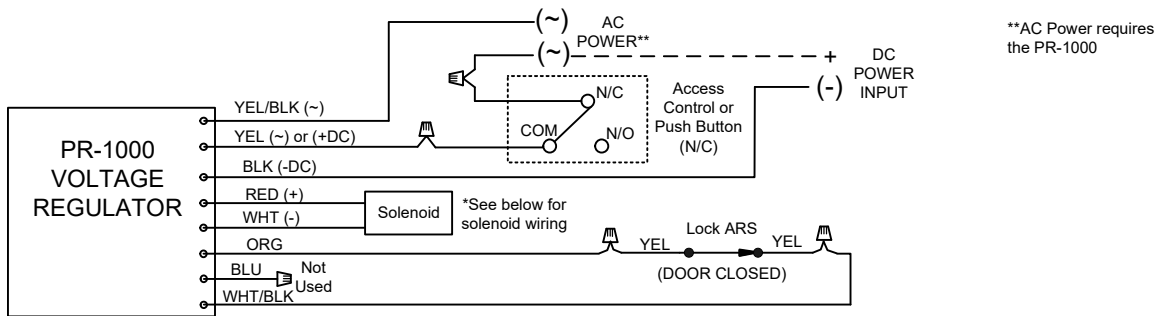 (~)
AC
POWER**
(~)
+
DC
POWER
INPUT
(-)
**AC Power requires
the PR-1000
N/C
COM
N/O
Access
Control or
Push Button
(N/C)
PR-1000
VOLTAGE
REGULATOR
YEL/BLK (~)
YEL (~) or (+DC)
BLK (-DC)
RED (+)
WHT (-)
Solenoid
*See below for
solenoid wiring
ORG
YEL
Lock ARS
YEL
(DOOR CLOSED)
BLU
Not
Used
WHT/BLK